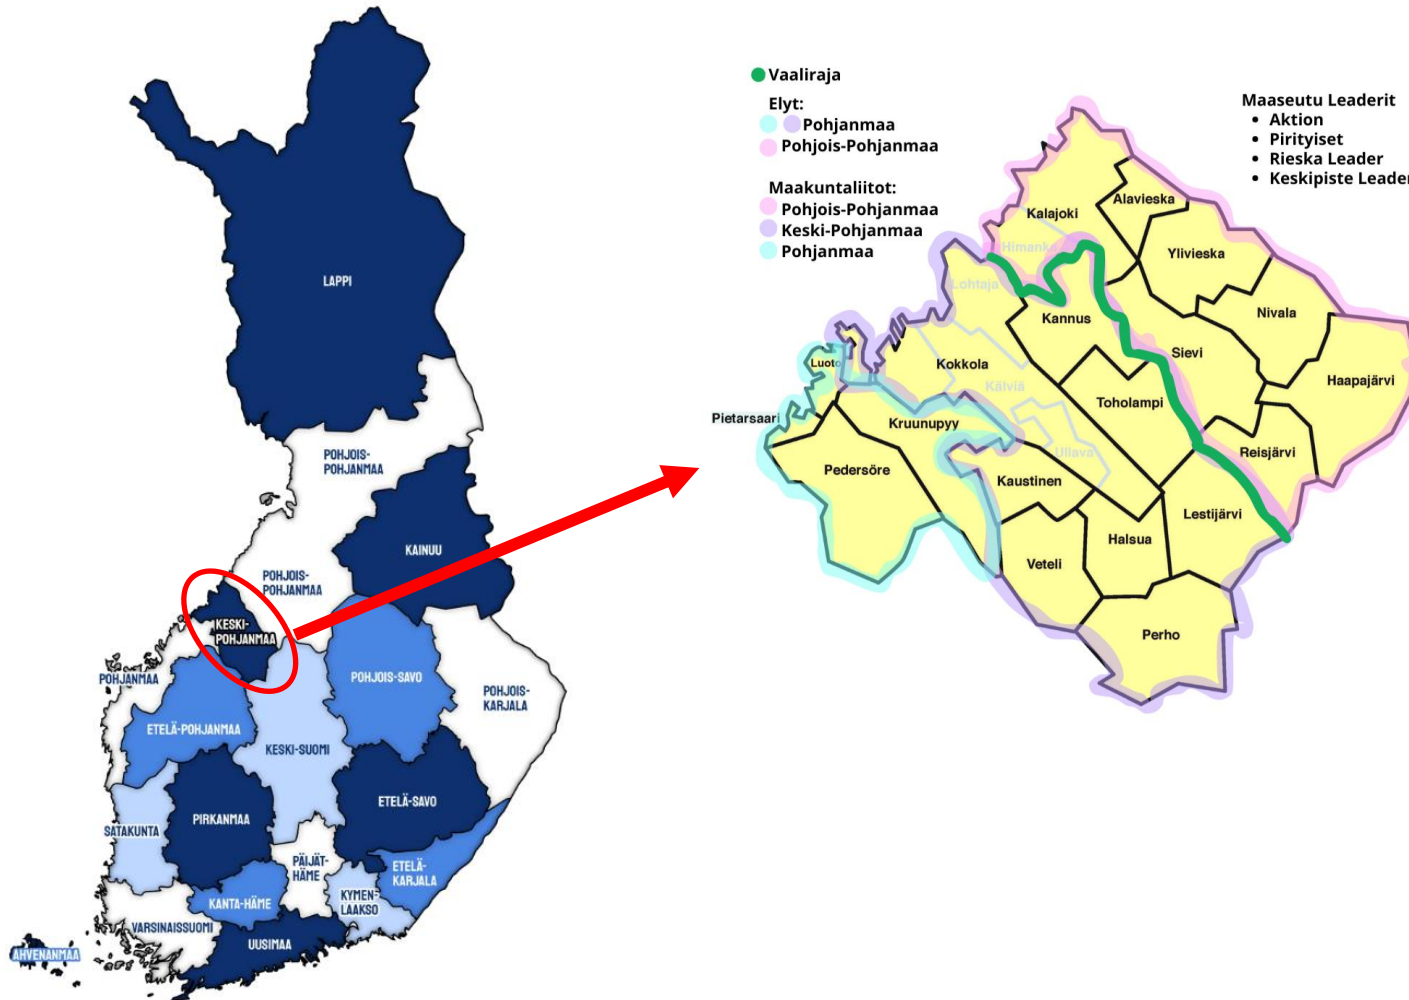 LAPPI
POHJOIS-
POHJANMAA
KAINUU
POHJOIS-
POHJANMAA
KESKI-
POHJANMAA
POHJANMAA
POHJOIS-SAVO
POHJOIS-
KARJALA
ETELÄ-POHJANMAA
KESKI-SUOMI
ETELÄ-SAVO
SATAKUNTA
PIRKANMAA
PÄIJÄT-
HÄME
ETELÄ-
KARJALA
KANTA-HÄME
KYMEN-
LAAKSO
VARSINAISSUOMI
UUSIMAA
AHVENANMAA
Vaaliraja
Elyt:
Pohjanmaa
Pohjois-Pohjanmaa
Maakuntaliitot:
Pohjois-Pohjanmaa
Keski-Pohjanmaa
Pohjanmaa
Maaseutu Leaderit
• Aktion
• Pirityiset
• Rieska Leader
• Keskipiste Leader
Alavieska
Kalajoki
Himanka
Ylivieska
Lohtaja
Nivala
Kannus
Sievi
Luoto
Kokkola
Haapajärvi
Kälviä
Toholampi
Pietarsaari
Kruunupyy
Ullava
Reisjärvi
Pedersöre
Kaustinen
Lestijärvi
Halsua
Veteli
Perho